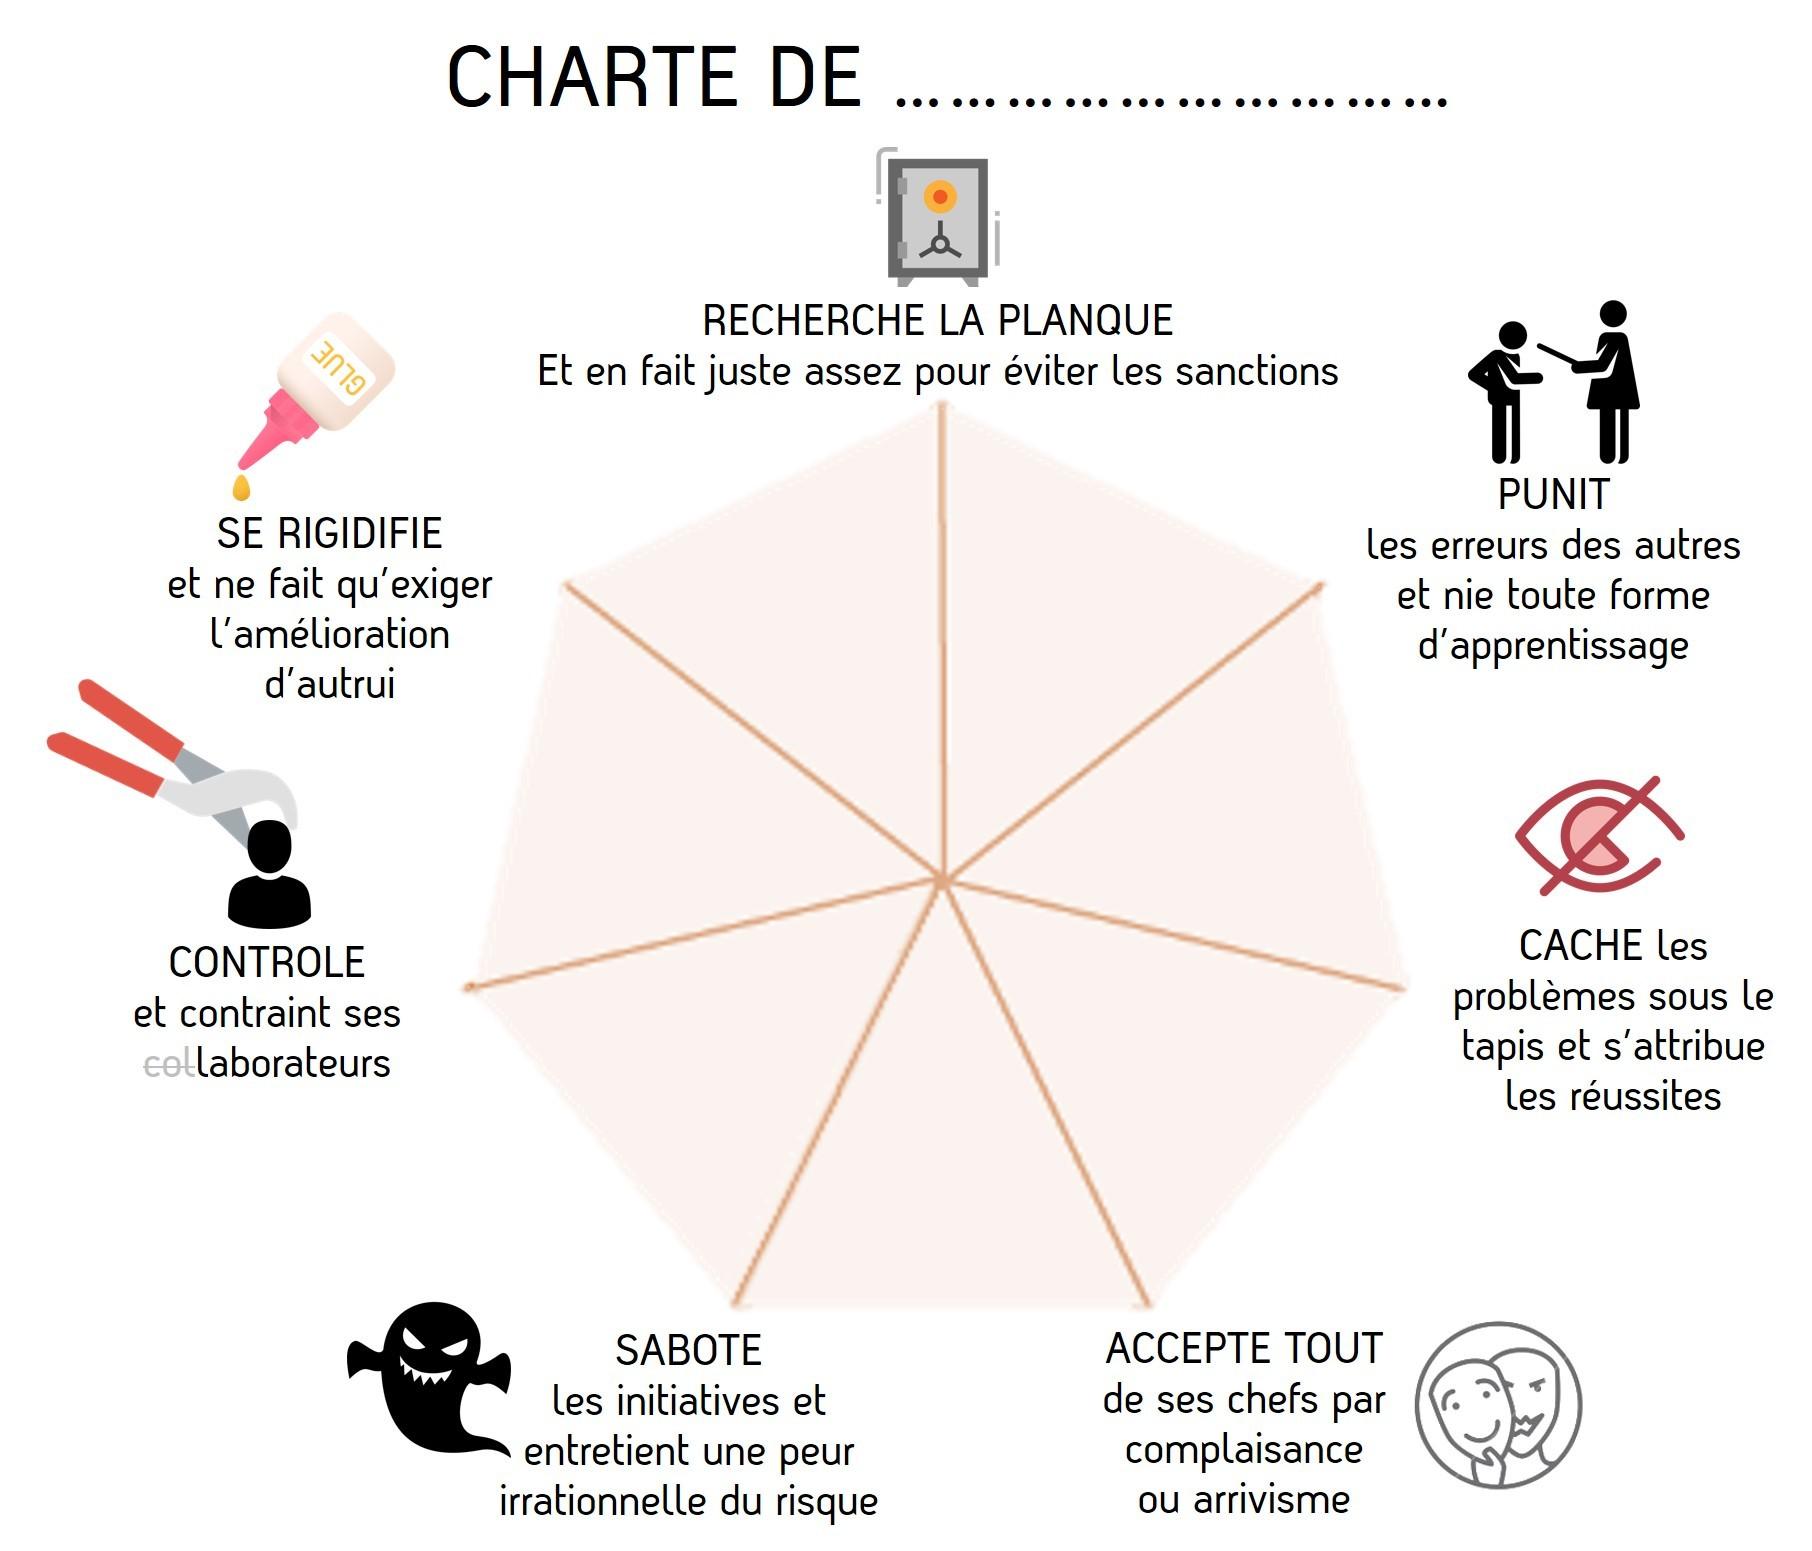 CHARTE DE ..............................
RECHERCHE LA PLANQUE
Et en fait juste assez pour éviter les sanctions
GLUE
SE RIGIDIFIE
et ne fait qu’exiger
l’amélioration
d’autrui
PUNIT
les erreurs des autres
et nie toute forme
d’apprentissage
CONTROLE
et contraint ses
collaborateurs
CACHE les
problèmes sous le
tapis et s’attribue
les réussites
SABOTE
les initiatives et
entretient une peur
irrationnelle du risque
ACCEPTE TOUT
de ses chefs par
complaisance
ou arrivisme